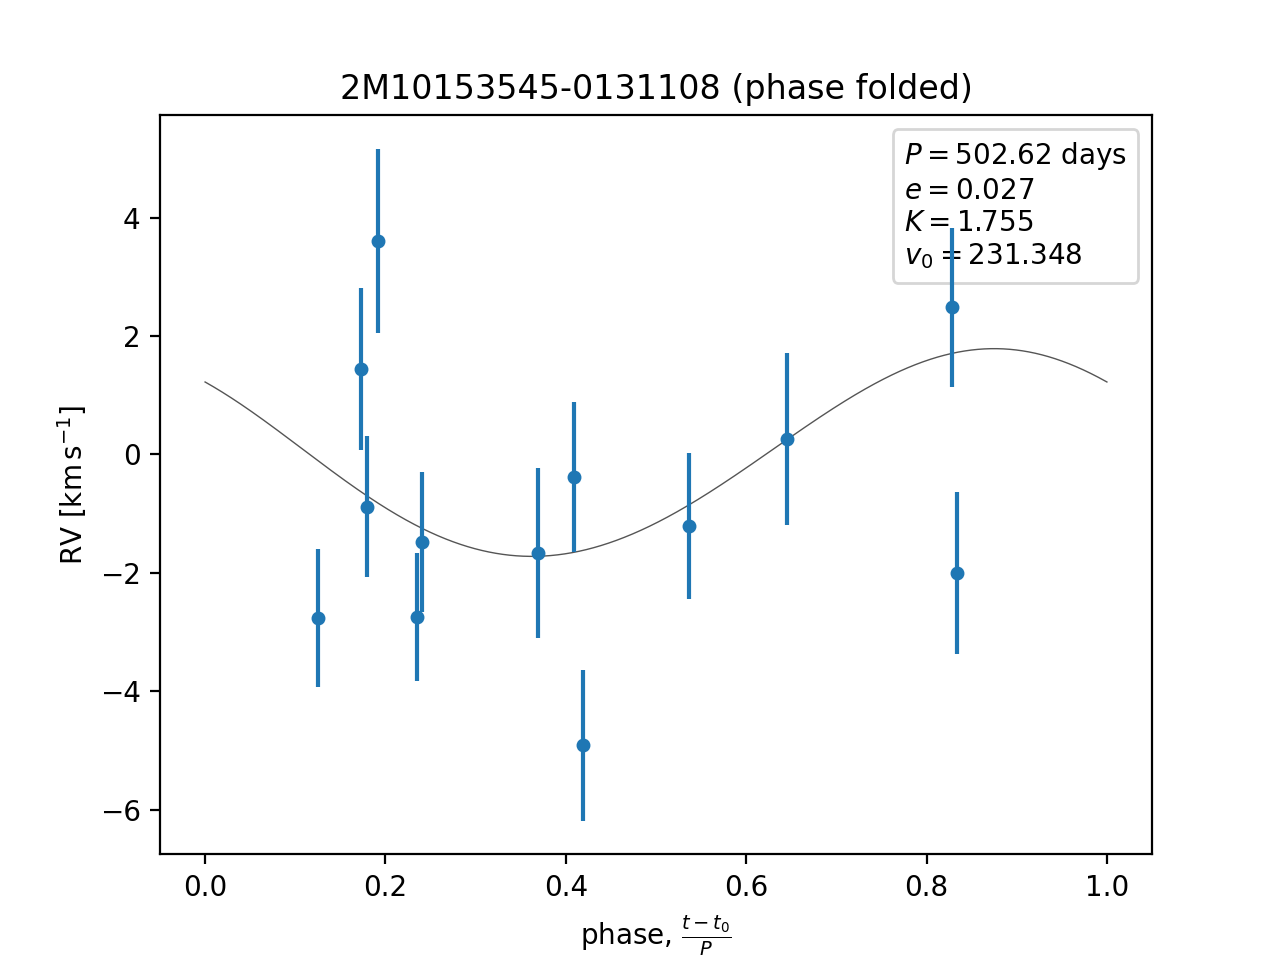 2M10153545-0131108 (phase folded)
P = 502.62 days
e = 0.027
K = 1.755
v₀ = 231.348
RV [km s⁻¹]
4
2
0
−2
−4
−6
0.0 0.2 0.4 0.6 0.8 1.0
phase, (t − t₀)/P